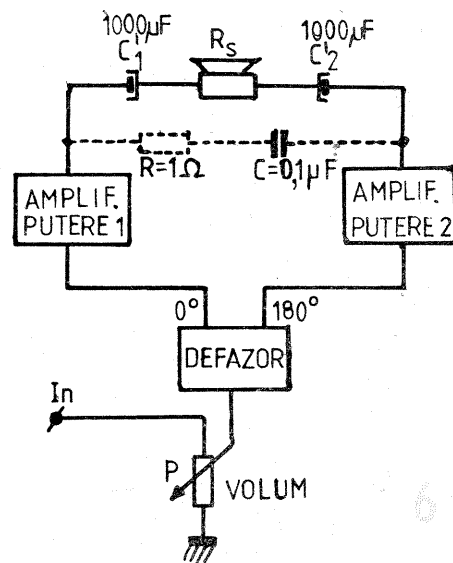 1000µF
C'1
Rs
1000µF
C'2
R=1Ω
C=0,1µF
AMPLIF.
PUTERE 1
AMPLIF.
PUTERE 2
0°
180°
DEFAZOR
In
P
VOLUM
6